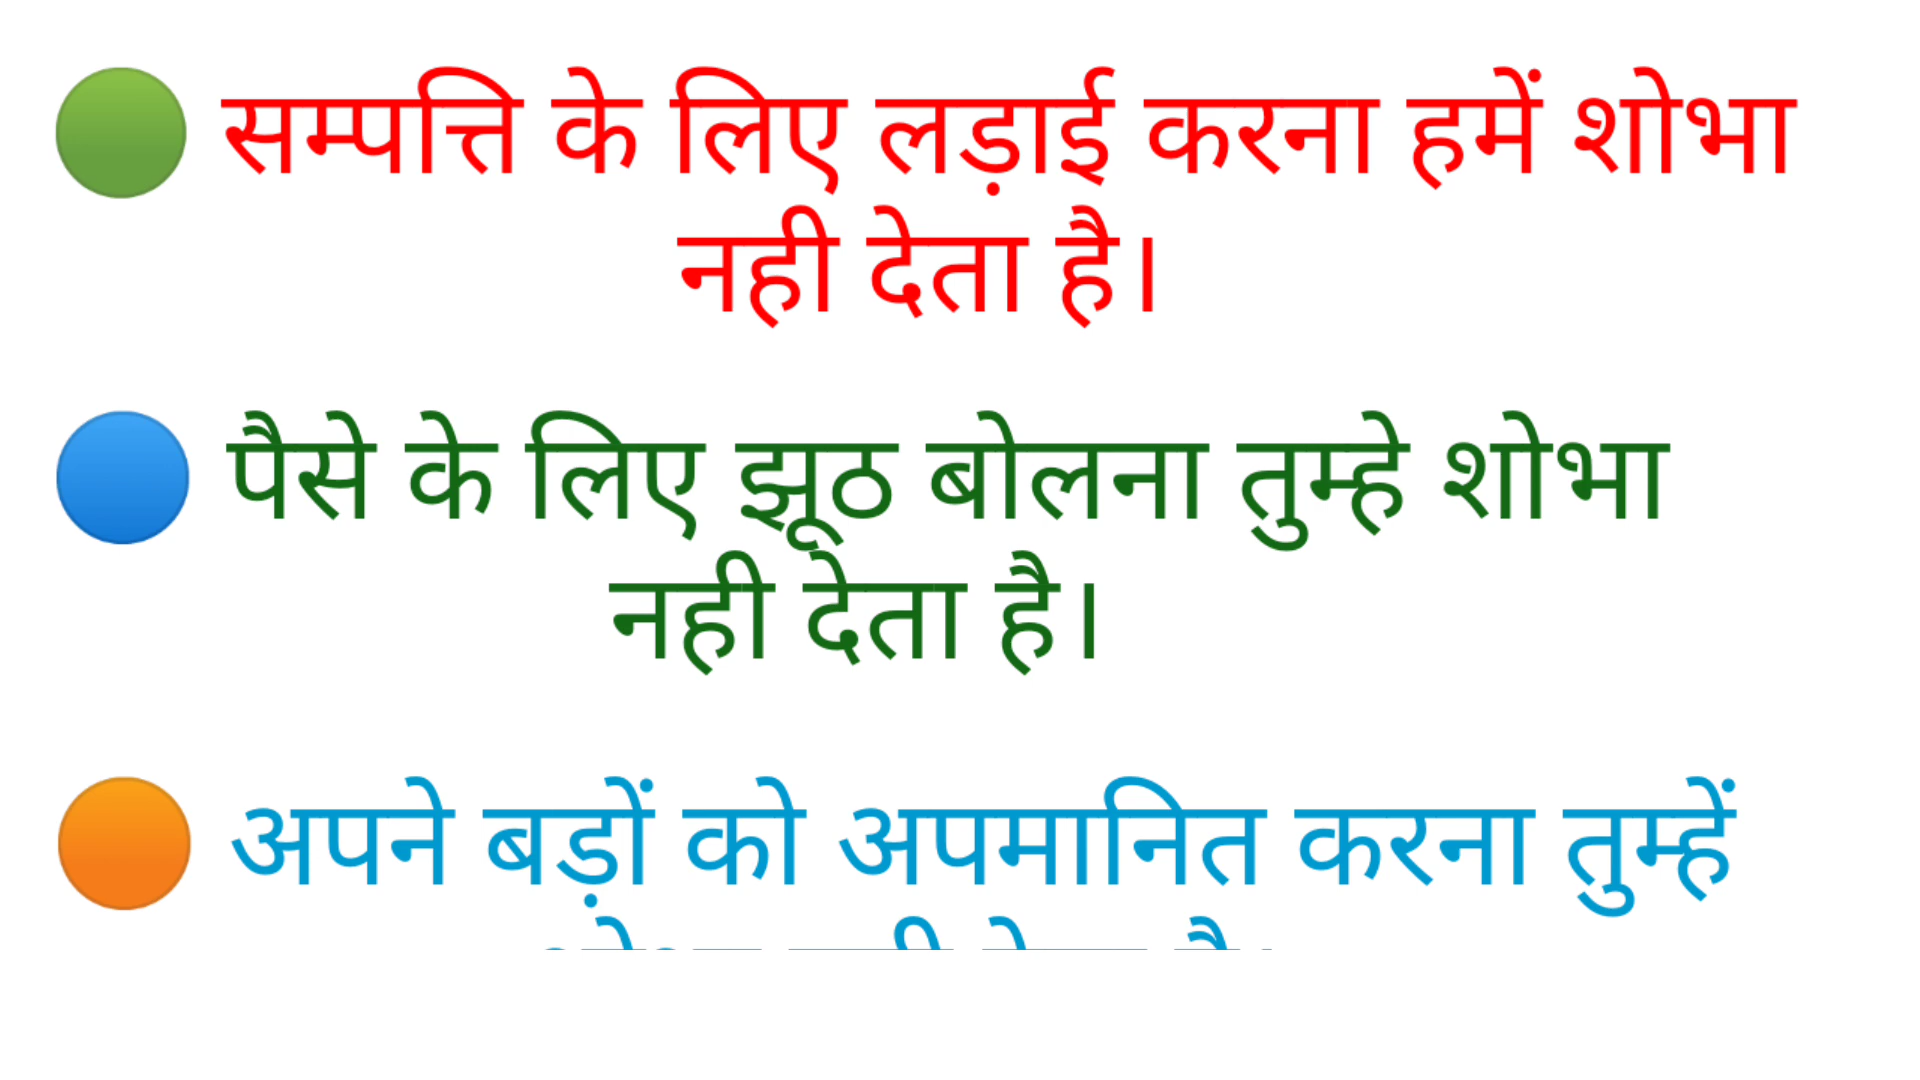 सम्पत्ति के लिए लड़ाई करना हमें शोभा
नही देता है।
पैसे के लिए झूठ बोलना तुम्हे शोभा
नही देता है।
अपने बड़ों को अपमानित करना तुम्हें